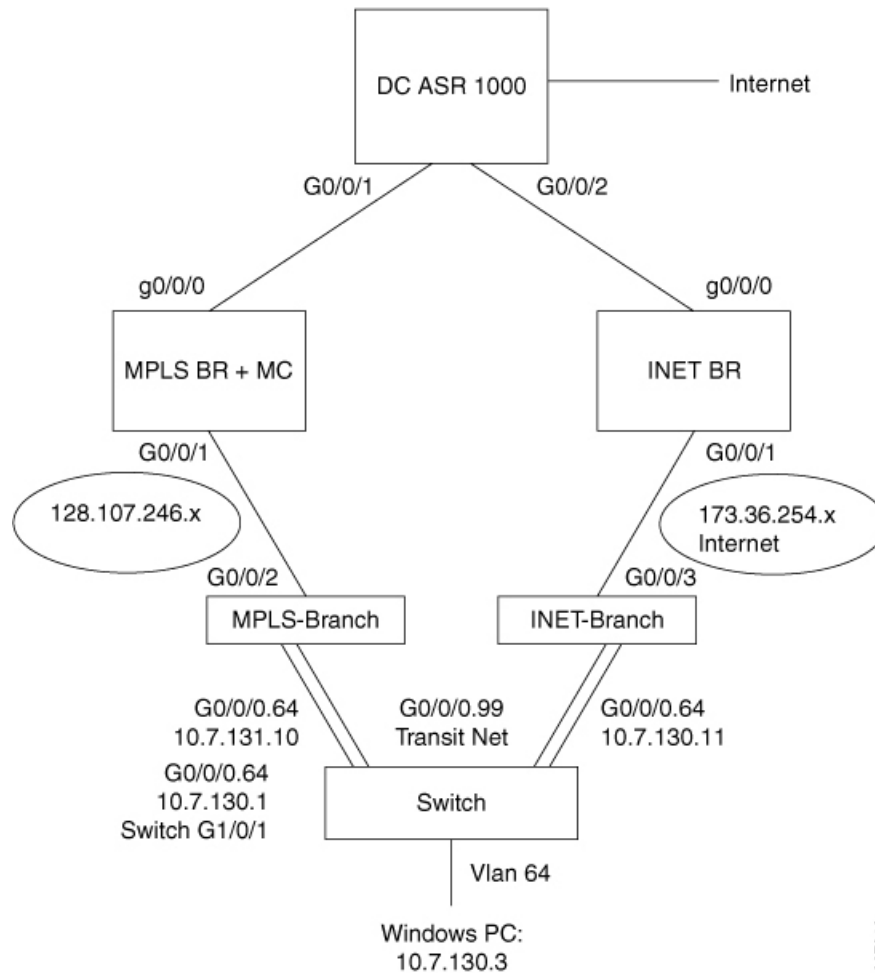 DC ASR 1000
Internet
G0/0/1
G0/0/2
g0/0/0
g0/0/0
MPLS BR + MC
INET BR
G0/0/1
G0/0/1
128.107.246.x
173.36.254.x
Internet
G0/0/2
G0/0/3
MPLS-Branch
INET-Branch
G0/0/0.64
10.7.131.10
G0/0/0.99
Transit Net
G0/0/0.64
10.7.130.11
G0/0/0.64
10.7.130.1
Switch G1/0/1
Switch
Vlan 64
Windows PC:
10.7.130.3